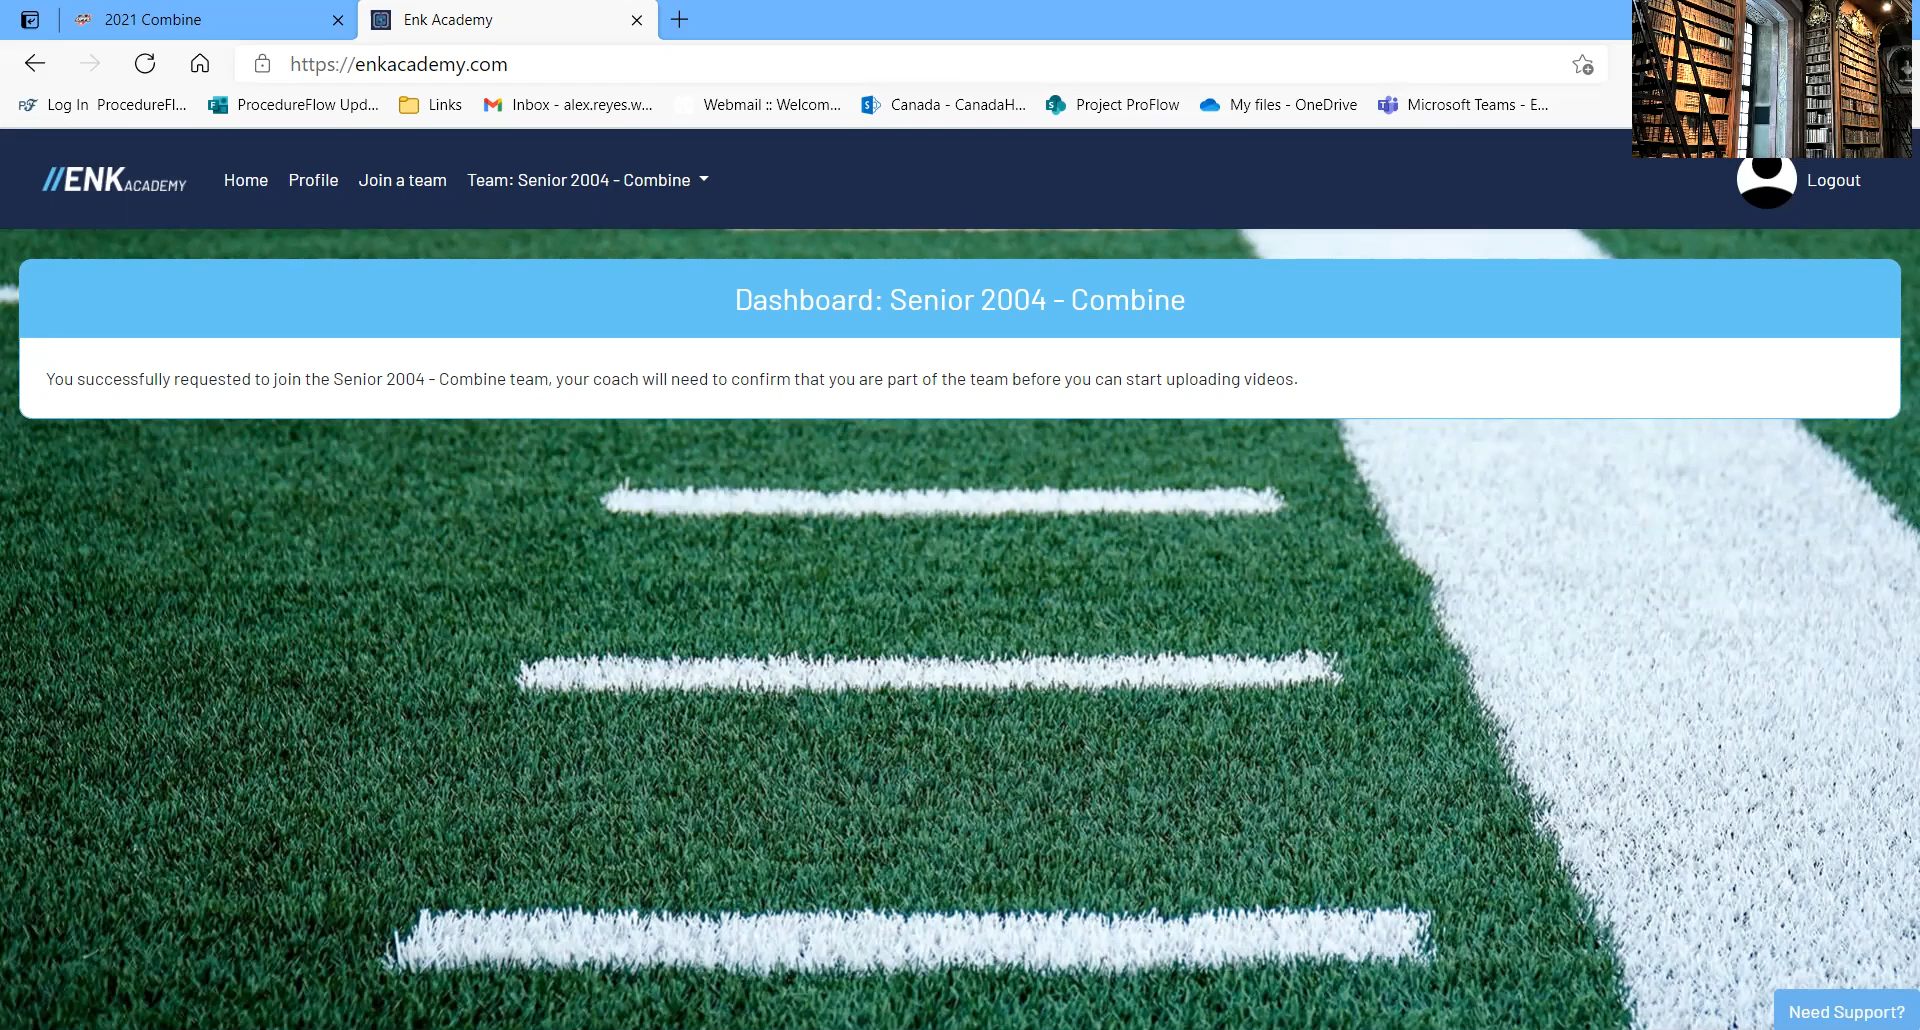 2021 Combine
Enk Academy
https://enkacademy.com
Log In ProcedureFl...
ProcedureFlow Upd...
Links
Inbox - alex.reyes.w...
Webmail :: Welcom...
Canada - CanadaH...
Project ProFlow
My files - OneDrive
Microsoft Teams - E...
//ENK ACADEMY
Home
Profile
Join a team
Team: Senior 2004 - Combine
Logout
Dashboard: Senior 2004 - Combine
You successfully requested to join the Senior 2004 - Combine team, your coach will need to confirm that you are part of the team before you can start uploading videos.
Need Support?